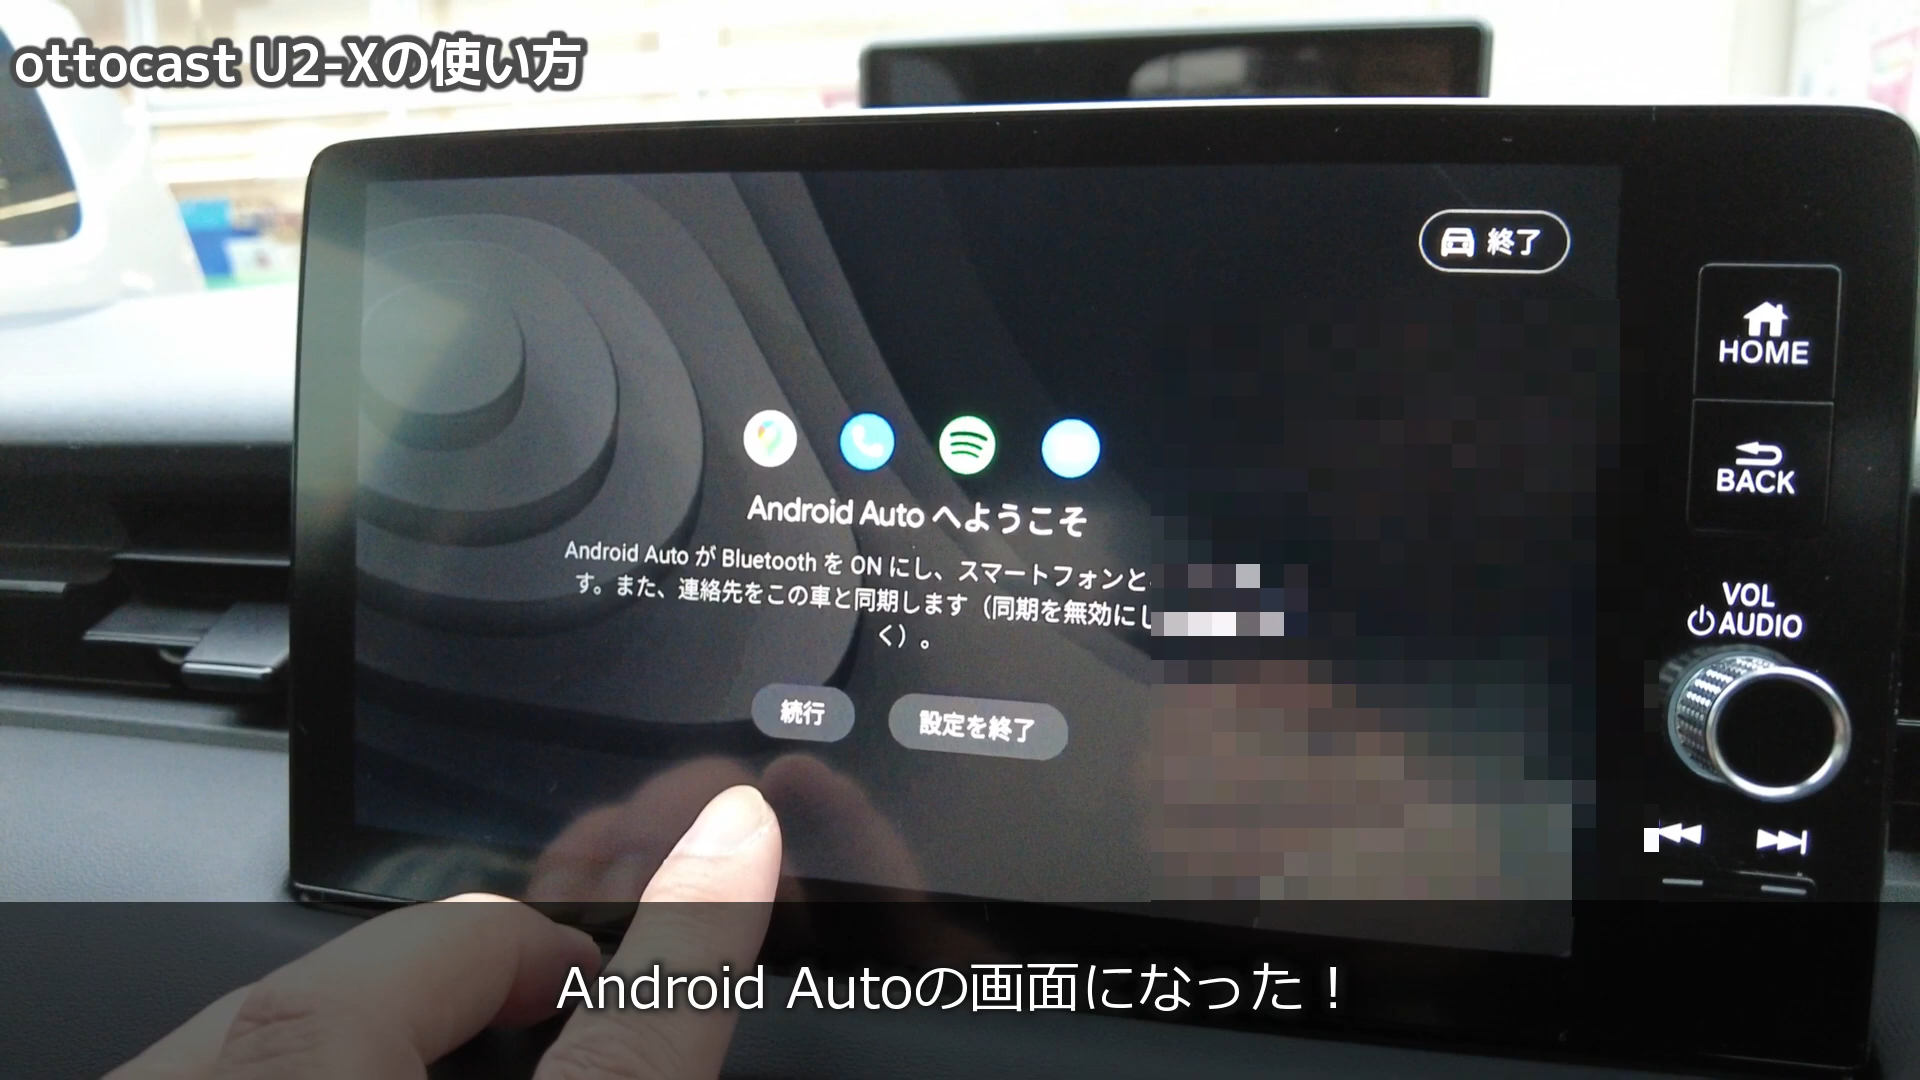 ottocast U2-Xの使い方
終了
HOME
BACK
VOL
AUDIO
Android Auto へようこそ
Android Auto が Bluetooth を ON にし、スマートフォンと
す。また、連絡先をこの車と同期します（同期を無効にし
く）。
続行
設定を終了
Android Autoの画面になった！